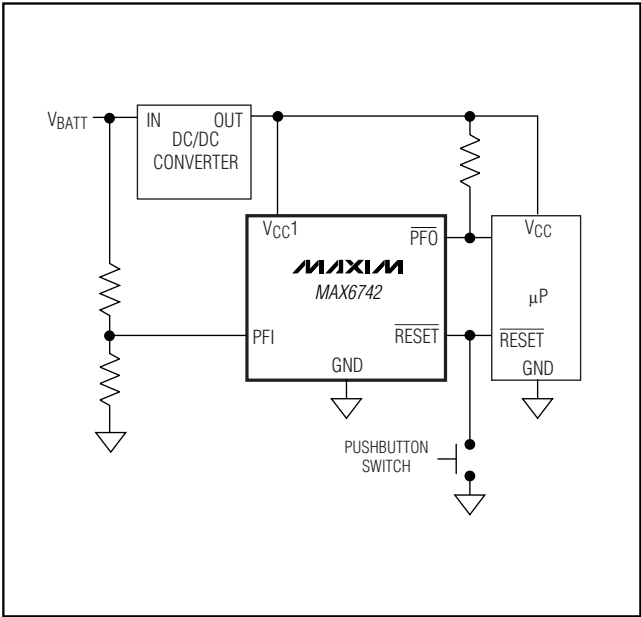 VBATT
IN OUT
DC/DC
CONVERTER
VCC1
PFO
VCC
MAXIM
MAX6742
µP
PFI
RESET
RESET
GND
GND
PUSHBUTTON
SWITCH